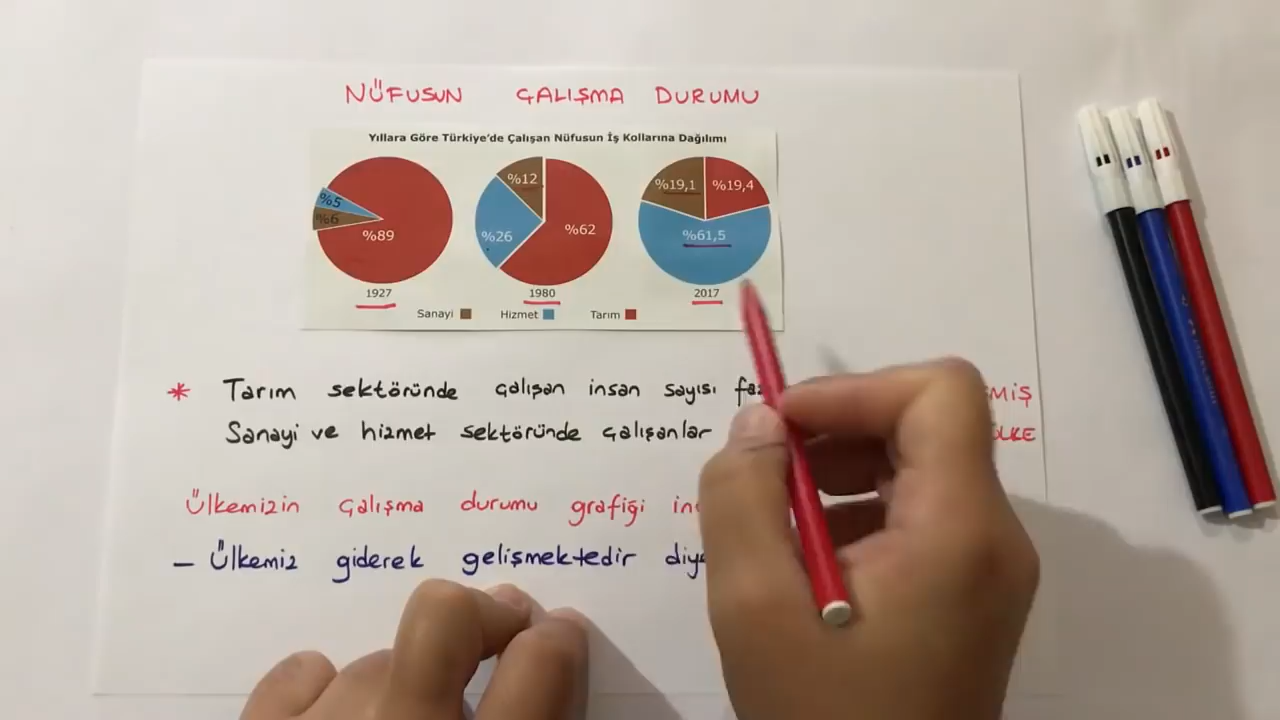 NÜFUSUN ÇALIŞMA DURUMU
Yıllara Göre Türkiye'de Çalışan Nüfusun İş Kollarına Dağılımı
%5 %6 %89
%12 %26 %62
%19,1 %19,4 %61,5
1927 1980 2017
Sanayi Hizmet Tarım
* Tarım sektöründe çalışan insan sayısı
Sanayi ve hizmet sektöründe çalışanlar
Ülkemizin çalışma durumu grafiği
— Ülkemiz giderek gelişmektedir